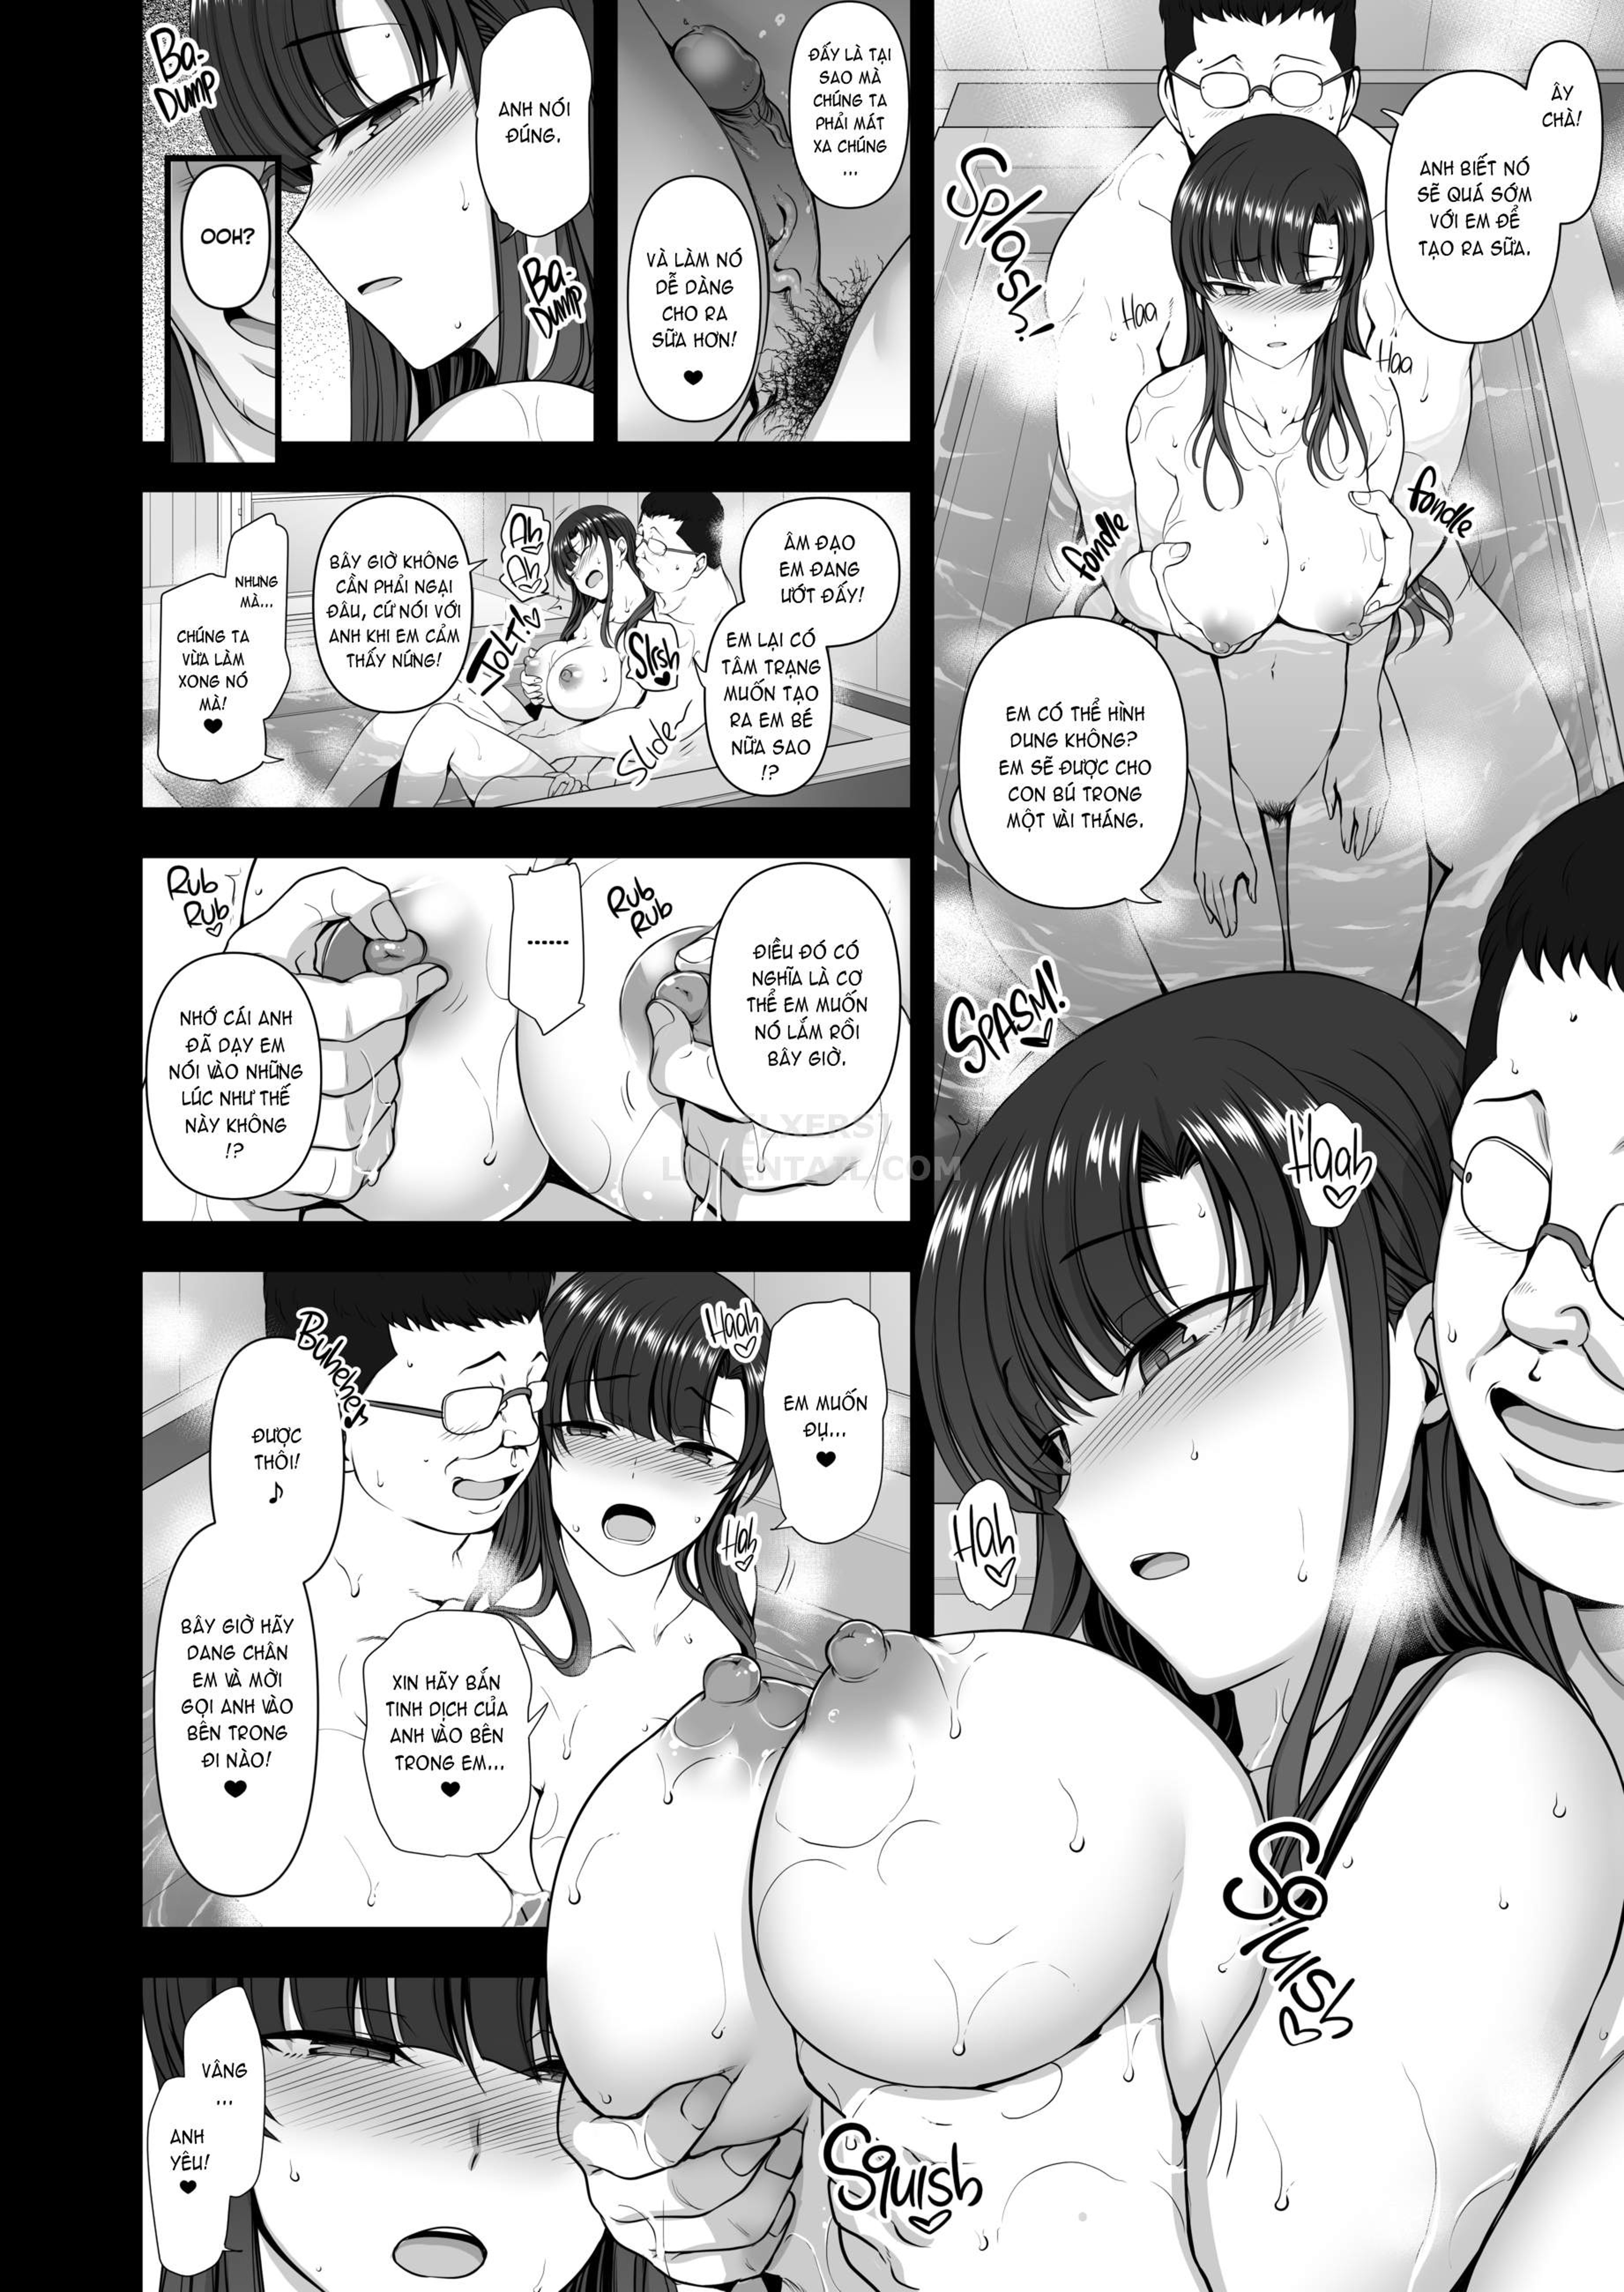 ÂY
CHÀ!
ANH BIẾT NÓ
SẼ QUÁ SỚM
VỚI EM ĐỂ
TẠO RA SỮA.
Splash!
Haa
Haa
fondle
fondle
EM CÓ THỂ HÌNH
DUNG KHÔNG?
EM SẼ ĐƯỢC CHO
CON BÚ TRONG
MỘT VÀI THÁNG.
SPASM!
Haah
Hah
Squish
Squish
ĐẤY LÀ TẠI
SAO MÀ
CHÚNG TA
PHẢI MÁT
XA CHÚNG
...
VÀ LÀM NÓ
DỄ DÀNG
CHO RA
SỮA HƠN!
♥
ANH NÓI
ĐÚNG.
Ba-
Dump
Ba-
Dump
OOH?
ÂM ĐẠO
EM ĐANG
ƯỚT ĐẤY!
EM LẠI CÓ
TÂM TRẠNG
MUỐN TẠO
RA EM BÉ
NỮA SAO
!?
Ah
Ah
JOLT!
Slrsh
Slide
BÂY GIỜ KHÔNG
CẦN PHẢI NGẠI
ĐÂU, CỨ NÓI VỚI
ANH KHI EM CẢM
THẤY NỨNG!
NHƯNG
MÀ...
CHÚNG TA
VỪA LÀM
XONG NÓ
MÀ!
♥
ĐIỀU ĐÓ CÓ
NGHĨA LÀ CƠ
THỂ EM MUỐN
NÓ LẮM RỒI
BÂY GIỜ.
Rub
Rub
......
Rub
Rub
NHỚ CÁI ANH
ĐÃ DẠY EM
NÓI VÀO NHỮNG
LÚC NHƯ THẾ
NÀY KHÔNG
!?
[LXERS]
EM MUỐN
ĐỤ...
♥
Haah
Hah
XIN HÃY BẮN
TINH DỊCH CỦA
ANH VÀO BÊN
TRONG EM...
♥
Buhehe
ĐƯỢC
THÔI!
♪
BÂY GIỜ HÃY
DANG CHÂN
EM VÀ MỜI
GỌI ANH VÀO
BÊN TRONG
ĐI NÀO!
♥
VÂNG
...
ANH
YÊU!
♥